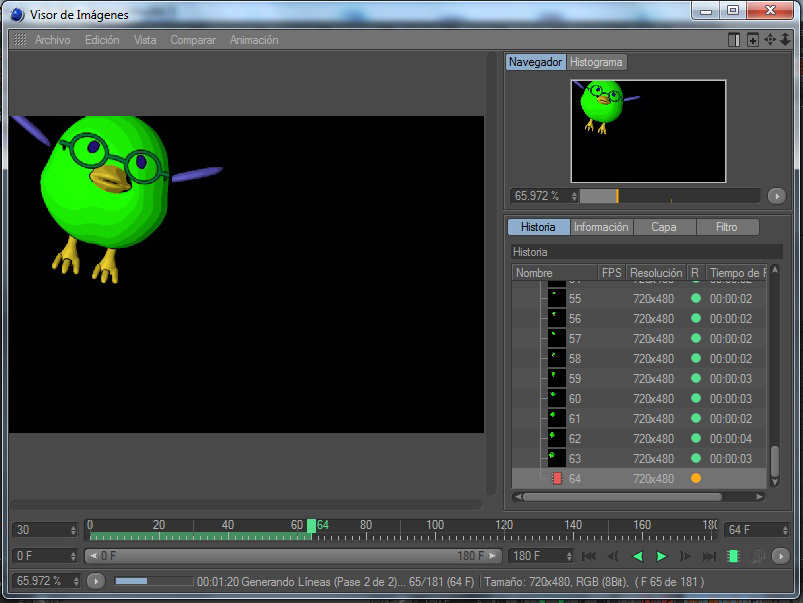 Visor de Imágenes
Archivo Edición Vista Comparar Animación
Navegador Histograma
65.972 %
Historia Información Capa Filtro
Historia
Nombre FPS Resolución R Tiempo de
55 720x480 00:00:02
56 720x480 00:00:02
57 720x480 00:00:02
58 720x480 00:00:02
59 720x480 00:00:03
60 720x480 00:00:03
61 720x480 00:00:02
62 720x480 00:00:04
63 720x480 00:00:03
64 720x480
30 0 20 40 60 64 80 100 120 140 160 180 64 F
0 F 0 F 180 F 180 F
65.972 % 00:01:20 Generando Líneas (Pase 2 de 2)... 65/181 (64 F) Tamaño: 720x480, RGB (8Bit), ( F 65 de 181 )